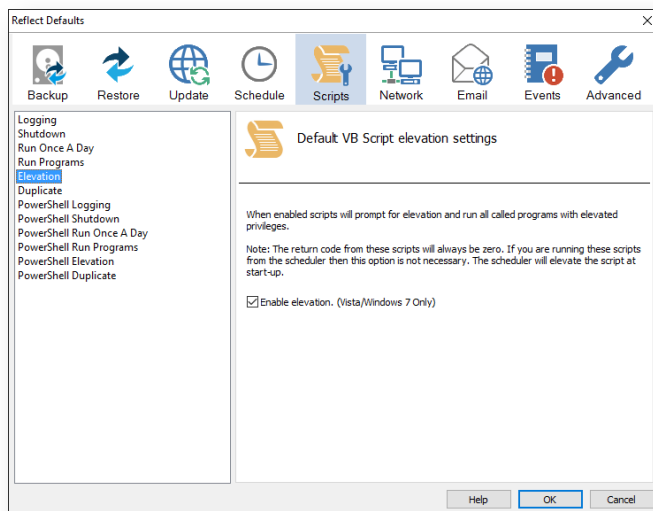 Reflect Defaults
Backup
Restore
Update
Schedule
Scripts
Network
Email
Events
Advanced
Logging
Shutdown
Run Once A Day
Run Programs
Elevation
Duplicate
PowerShell Logging
PowerShell Shutdown
PowerShell Run Once A Day
PowerShell Run Programs
PowerShell Elevation
PowerShell Duplicate
Default VB Script elevation settings
When enabled scripts will prompt for elevation and run all called programs with elevated
privileges.
Note: The return code from these scripts will always be zero. If you are running these scripts
from the scheduler then this option is not necessary. The scheduler will elevate the script at
start-up.
Enable elevation. (Vista/Windows 7 Only)
Help
OK
Cancel